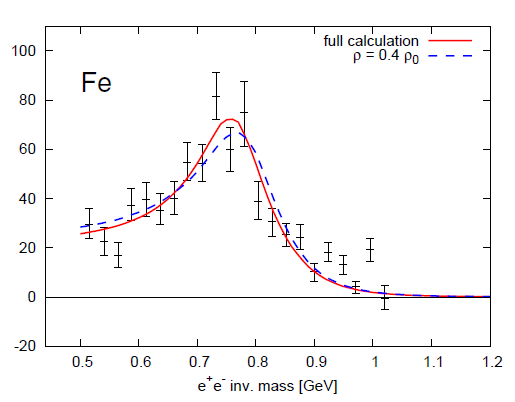 full calculation
ρ = 0.4 ρ₀
Fe
100
80
60
40
20
0
-20
0.5 0.6 0.7 0.8 0.9 1 1.1 1.2
e⁺e⁻ inv. mass [GeV]